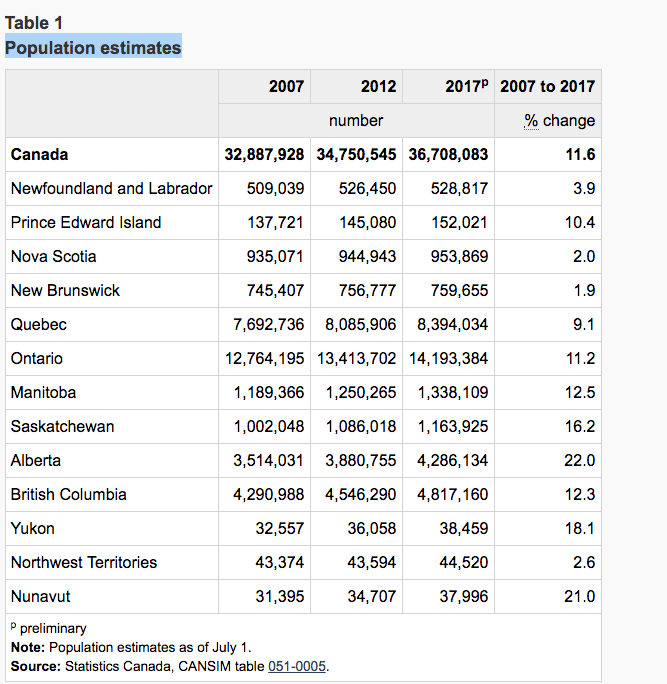 Table 1
Population estimates
2007 2012 2017p 2007 to 2017
number % change
Canada 32,887,928 34,750,545 36,708,083 11.6
Newfoundland and Labrador 509,039 526,450 528,817 3.9
Prince Edward Island 137,721 145,080 152,021 10.4
Nova Scotia 935,071 944,943 953,869 2.0
New Brunswick 745,407 756,777 759,655 1.9
Quebec 7,692,736 8,085,906 8,394,034 9.1
Ontario 12,764,195 13,413,702 14,193,384 11.2
Manitoba 1,189,366 1,250,265 1,338,109 12.5
Saskatchewan 1,002,048 1,086,018 1,163,925 16.2
Alberta 3,514,031 3,880,755 4,286,134 22.0
British Columbia 4,290,988 4,546,290 4,817,160 12.3
Yukon 32,557 36,058 38,459 18.1
Northwest Territories 43,374 43,594 44,520 2.6
Nunavut 31,395 34,707 37,996 21.0
p preliminary
Note: Population estimates as of July 1.
Source: Statistics Canada, CANSIM table 051-0005.